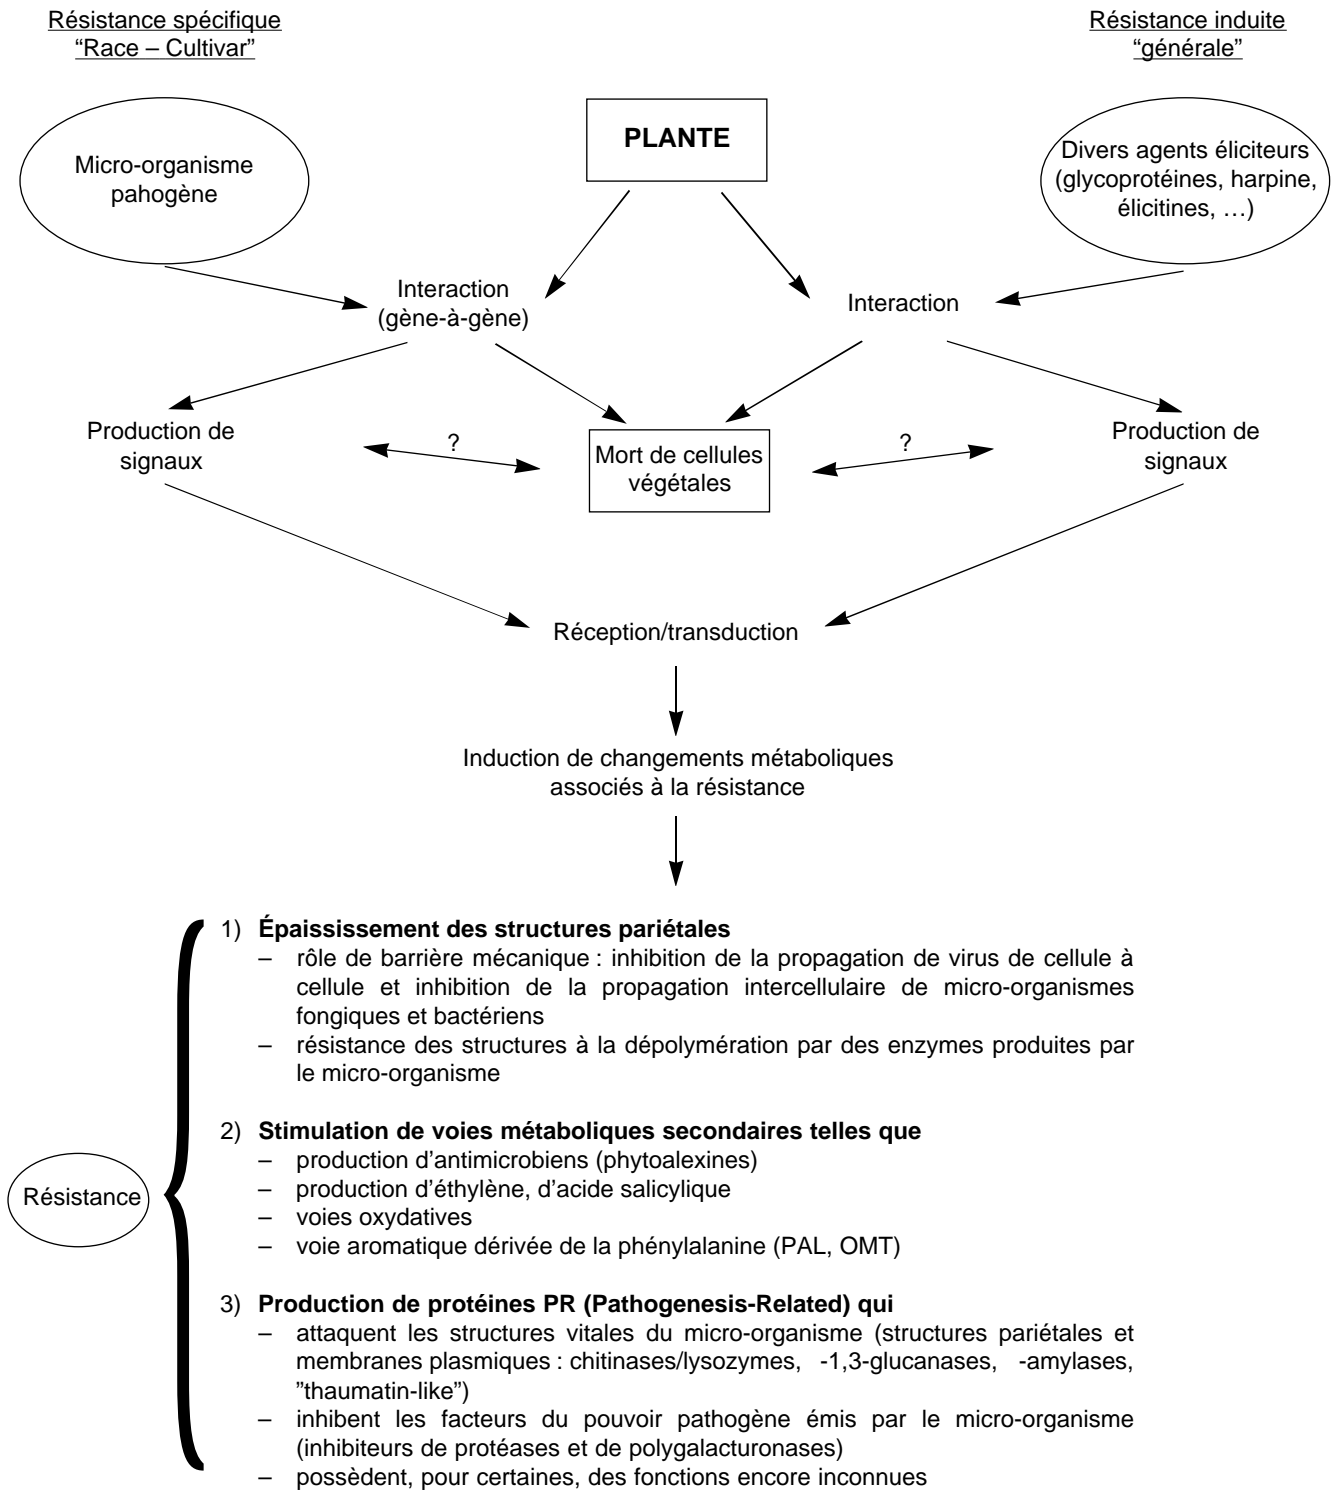 Résistance spécifique
“Race – Cultivar”
Résistance induite
“générale”
PLANTE
Micro-organisme
pahogène
Divers agents éliciteurs
(glycoprotéines, harpine,
élicitines, …)
Interaction
(gène-à-gène)
Interaction
Production de
signaux
?
Mort de cellules
végétales
?
Production de
signaux
Réception/transduction
Induction de changements métaboliques
associés à la résistance
Résistance
1) Épaississement des structures pariétales
– rôle de barrière mécanique : inhibition de la propagation de virus de cellule à
cellule et inhibition de la propagation intercellulaire de micro-organismes
fongiques et bactériens
– résistance des structures à la dépolymération par des enzymes produites par
le micro-organisme
2) Stimulation de voies métaboliques secondaires telles que
– production d’antimicrobiens (phytoalexines)
– production d’éthylène, d’acide salicylique
– voies oxydatives
– voie aromatique dérivée de la phénylalanine (PAL, OMT)
3) Production de protéines PR (Pathogenesis-Related) qui
– attaquent les structures vitales du micro-organisme (structures pariétales et
membranes plasmiques : chitinases/lysozymes, -1,3-glucanases, -amylases,
”thaumatin-like”)
– inhibent les facteurs du pouvoir pathogène émis par le micro-organisme
(inhibiteurs de protéases et de polygalacturonases)
– possèdent, pour certaines, des fonctions encore inconnues